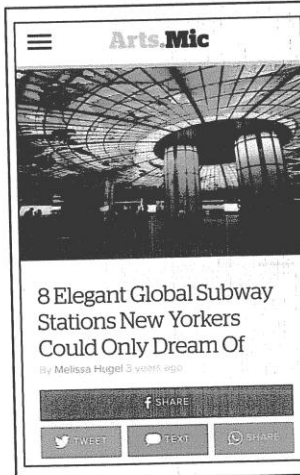 Arts.Mic
8 Elegant Global Subway
Stations New Yorkers
Could Only Dream Of
By Melissa Hugel 3 years ago
f SHARE
TWEET
TEXT
SHARE